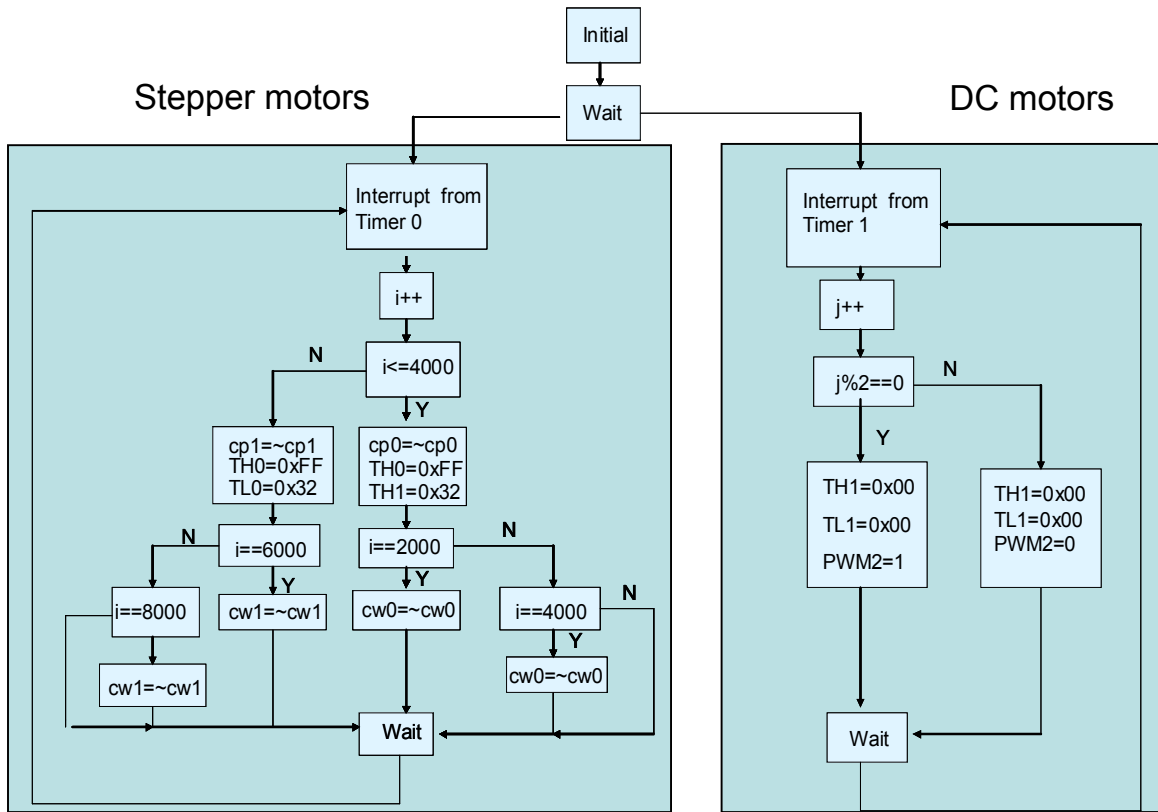 Initial
Wait
Stepper motors
DC motors
Interrupt from
Timer 0
i++
i<=4000
N
Y
cp1=~cp1
TH0=0xFF
TL0=0x32
cp0=~cp0
TH0=0xFF
TH1=0x32
i==6000
N
Y
i==2000
N
Y
i==8000
cw1=~cw1
cw0=~cw0
i==4000
N
Y
cw1=~cw1
cw0=~cw0
Wait
Interrupt from
Timer 1
j++
j%2==0
N
Y
TH1=0x00
TL1=0x00
PWM2=1
TH1=0x00
TL1=0x00
PWM2=0
Wait